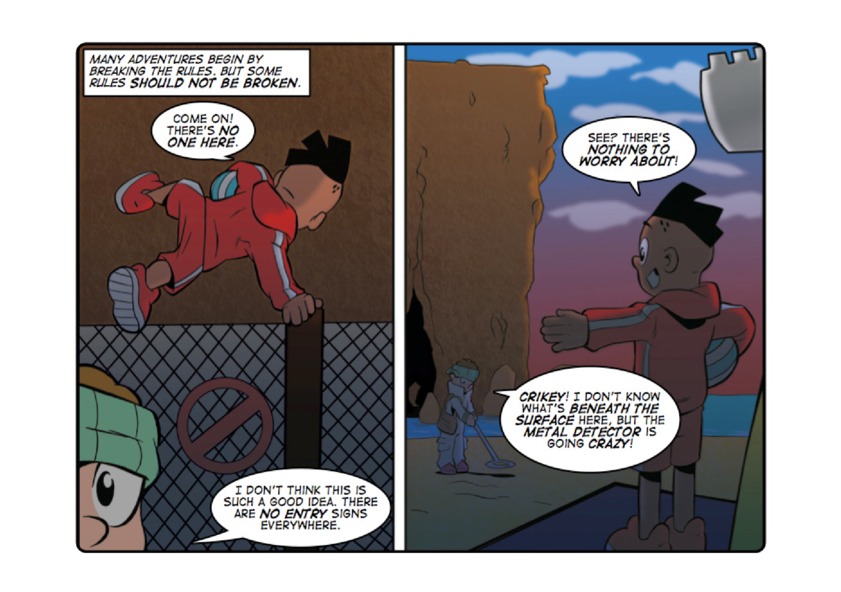 MANY ADVENTURES BEGIN BY
BREAKING THE RULES. BUT SOME
RULES SHOULD NOT BE BROKEN.
COME ON!
THERE'S NO
ONE HERE.
I DON'T THINK THIS IS
SUCH A GOOD IDEA. THERE
ARE NO ENTRY SIGNS
EVERYWHERE.
SEE? THERE'S
NOTHING TO
WORRY ABOUT!
CRIKEY! I DON'T KNOW
WHAT'S BENEATH THE
SURFACE HERE, BUT THE
METAL DETECTOR IS
GOING CRAZY!